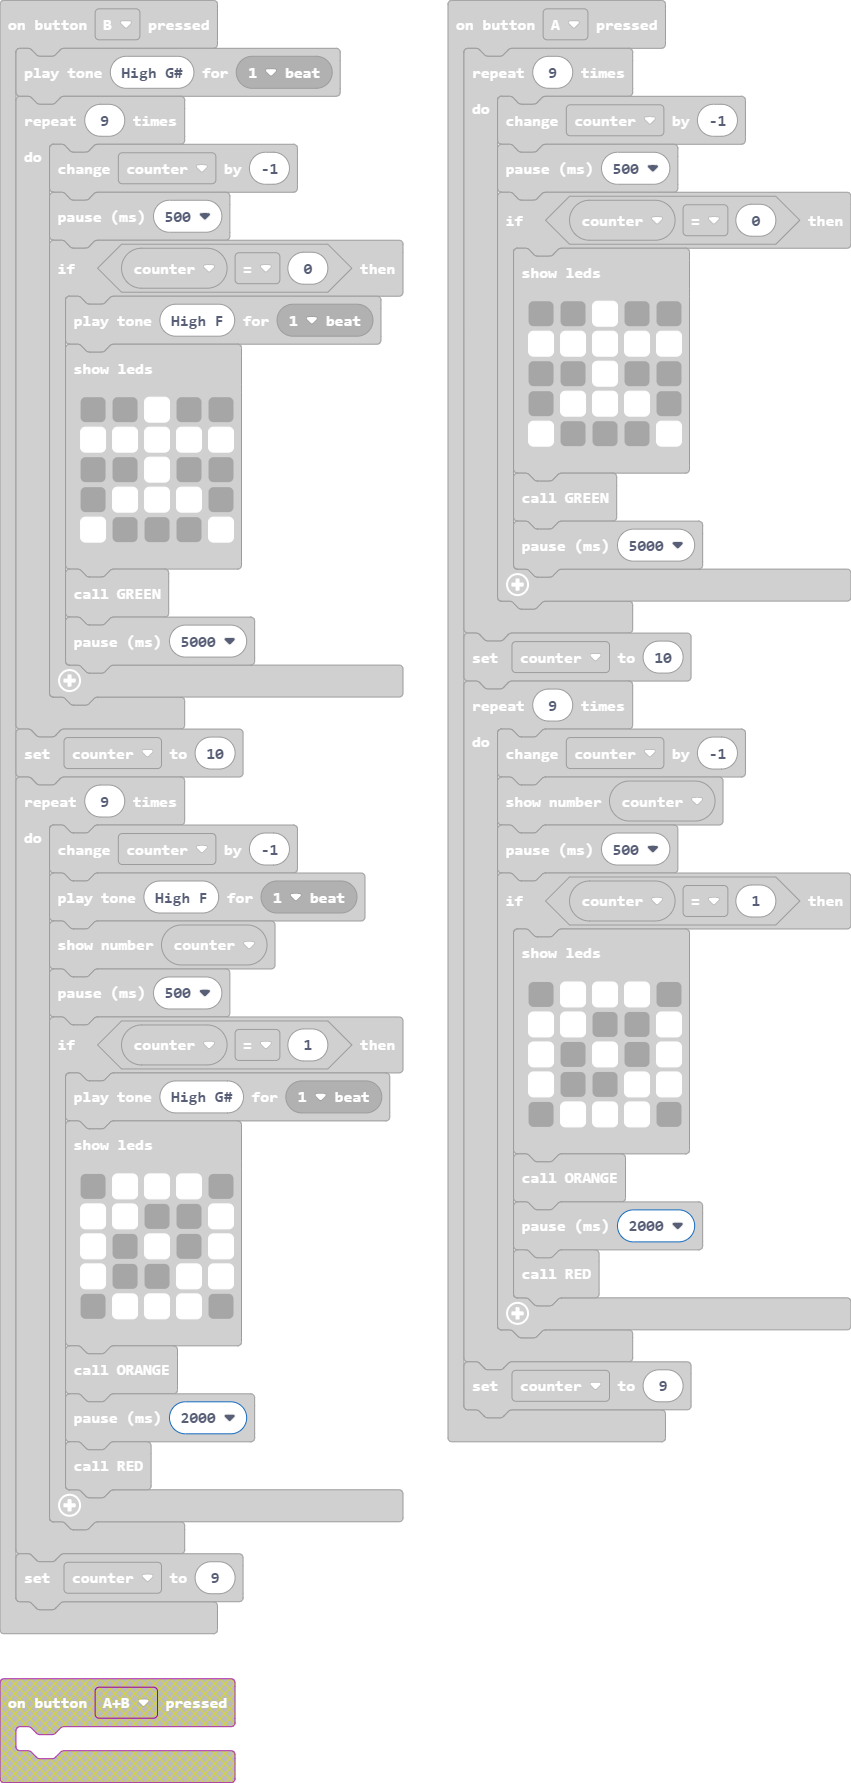 on button B pressed
play tone High G# for 1 beat
repeat 9 times
do
change counter by -1
pause (ms) 500
if counter = 0 then
play tone High F for 1 beat
show leds
call GREEN
pause (ms) 5000
set counter to 10
repeat 9 times
do
change counter by -1
play tone High F for 1 beat
show number counter
pause (ms) 500
if counter = 1 then
play tone High G# for 1 beat
show leds
call ORANGE
pause (ms) 2000
call RED
set counter to 9
on button A+B pressed
on button A pressed
repeat 9 times
do
change counter by -1
pause (ms) 500
if counter = 0 then
show leds
call GREEN
pause (ms) 5000
set counter to 10
repeat 9 times
do
change counter by -1
show number counter
pause (ms) 500
if counter = 1 then
show leds
call ORANGE
pause (ms) 2000
call RED
set counter to 9